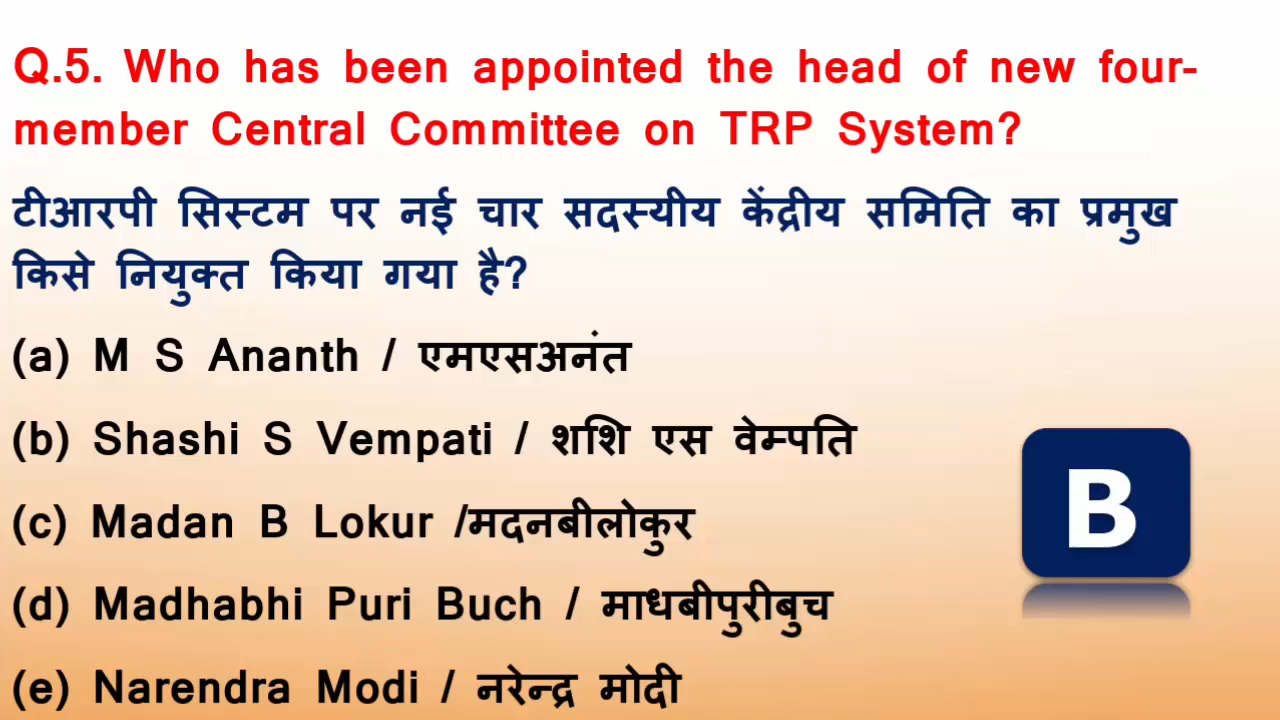 Q.5. Who has been appointed the head of new four-
member Central Committee on TRP System?
टीआरपी सिस्टम पर नई चार सदस्यीय केंद्रीय समिति का प्रमुख
किसे नियुक्त किया गया है?
(a) M S Ananth / एमएसअनंत
(b) Shashi S Vempati / शशि एस वेम्पति
(c) Madan B Lokur /मदनबीलोकुर
(d) Madhabhi Puri Buch / माधबीपुरीबुच
(e) Narendra Modi / नरेन्द्र मोदी
B